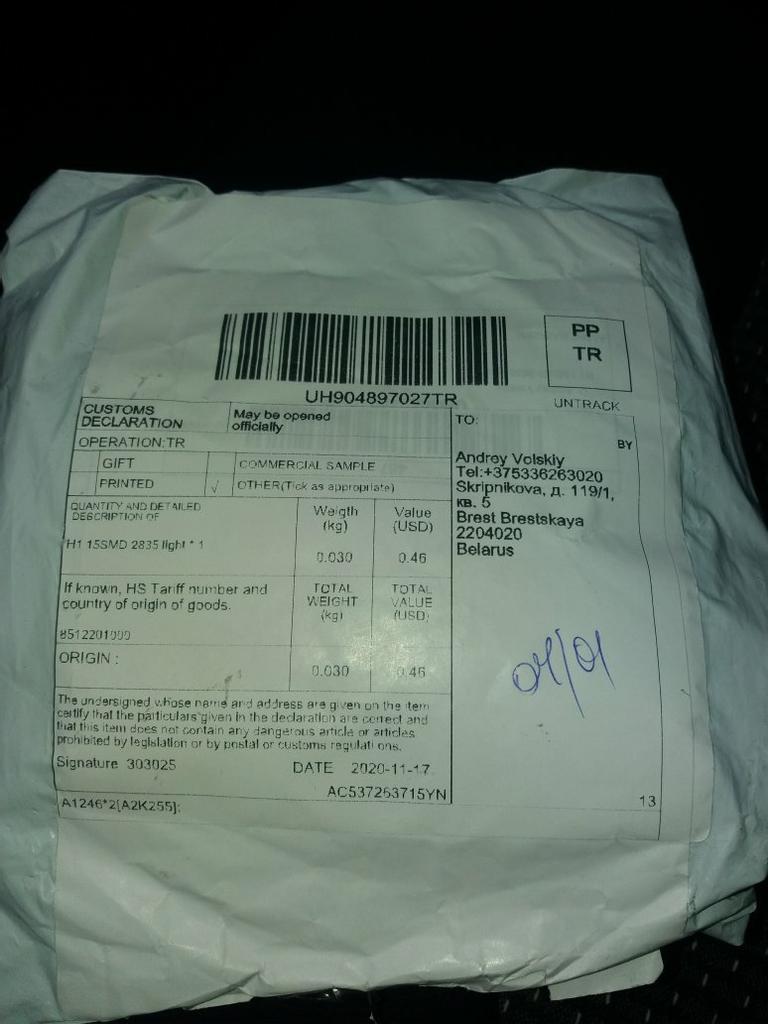 PP
TR
UH904897027TR
UNTRACK
CUSTOMS
DECLARATION
May be opened
officially
OPERATION:TR
GIFT
COMMERCIAL SAMPLE
PRINTED
√
OTHER(Tick as appropriate)
QUANTITY AND DETAILED
DESCRIPTION OF
Weigth
(kg)
Value
(USD)
H1 15SMD 2835 light * 1
0.030
0.46
If known, HS Tariff number and
country of origin of goods.
TOTAL
WEIGHT
(kg)
TOTAL
VALUE
(USD)
8512201000
ORIGIN :
0.030
0.46
The undersigned whose name and address are given on the item
certify that the particulars given in the declaration are correct and
that this item does not contain any dangerous article or articles
prohibited by legislation or by postal or customs regulations.
Signature 303025
DATE 2020-11-17
AC537263715YN
A1246*2[A2K255];
TO:
BY
Andrey Volskiy
Tel:+375336263020
Skripnikova, д. 119/1,
кв. 5
Brest Brestskaya
2204020
Belarus
04/01
13